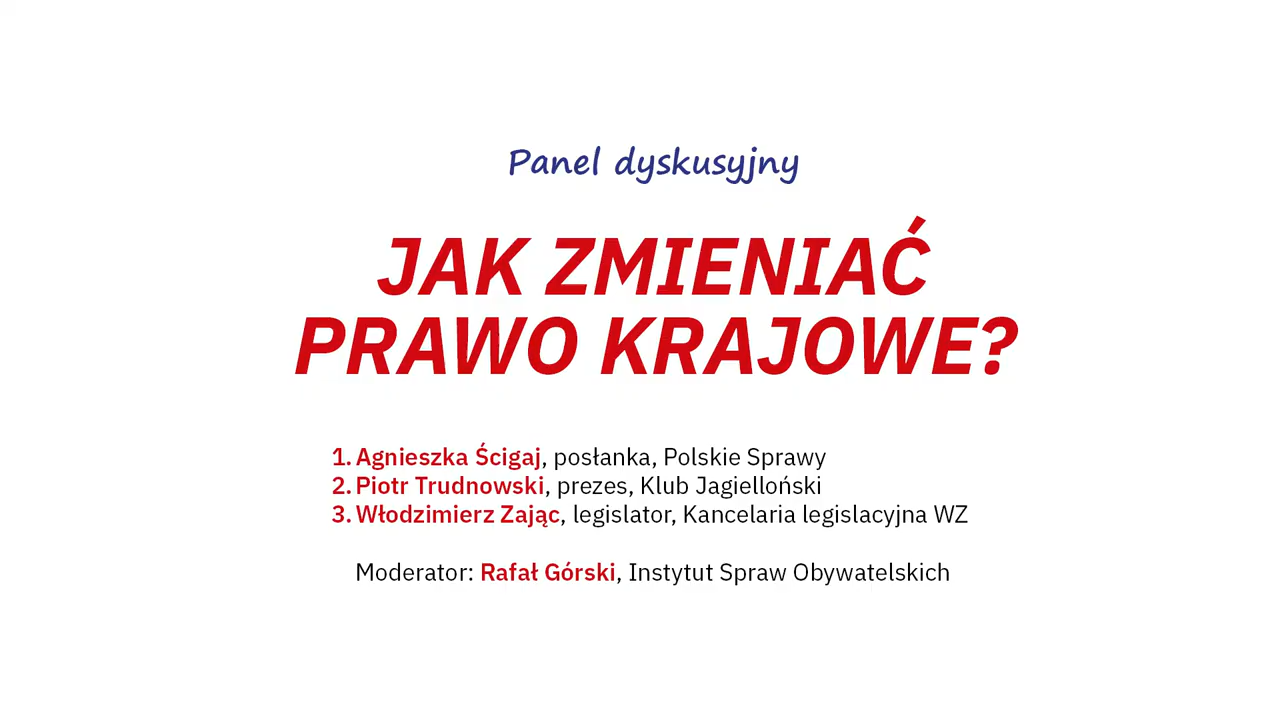 Panel dyskusyjny
JAK ZMIENIAĆ
PRAWO KRAJOWE?
1. Agnieszka Ścigaj, posłanka, Polskie Sprawy
2. Piotr Trudnowski, prezes, Klub Jagielloński
3. Włodzimierz Zając, legislator, Kancelaria legislacyjna WZ
Moderator: Rafał Górski, Instytut Spraw Obywatelskich